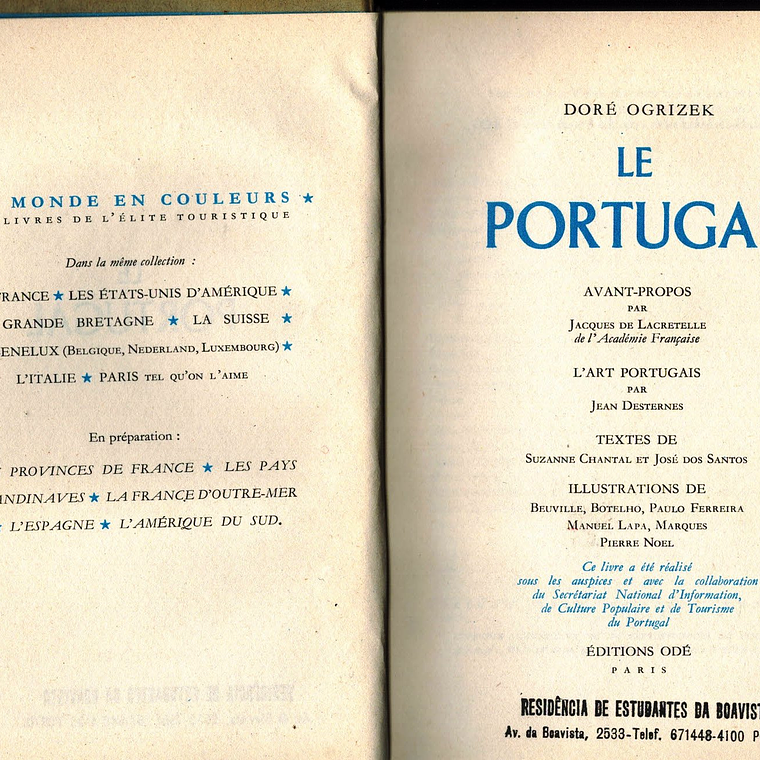 MONDE EN COULEURS ★
LIVRES DE L'ÉLITE TOURISTIQUE
Dans la même collection :
RANCE ★ LES ÉTATS-UNIS D'AMÉRIQUE ★
GRANDE BRETAGNE ★ LA SUISSE ★
ENELUX (BELGIQUE, NEDERLAND, LUXEMBOURG) ★
L'ITALIE ★ PARIS TEL QU'ON L'AIME
En préparation :
PROVINCES DE FRANCE ★ LES PAYS
ANDINAVES ★ LA FRANCE D'OUTRE-MER
★ L'ESPAGNE ★ L'AMÉRIQUE DU SUD.
DORÉ OGRIZEK
LE
PORTUGA
AVANT-PROPOS
PAR
JACQUES DE LACRETELLE
de l'Académie Française
L'ART PORTUGAIS
PAR
JEAN DESTERNES
TEXTES DE
SUZANNE CHANTAL ET JOSÉ DOS SANTOS
ILLUSTRATIONS DE
BEUVILLE, BOTELHO, PAULO FERREIRA
MANUEL LAPA, MARQUES
PIERRE NOEL
Ce livre a été réalisé
sous les auspices et avec la collaboration
du Secrétariat National d'Information,
de Culture Populaire et de Tourisme
du Portugal
ÉDITIONS ODÉ
PARIS
RESIDÊNCIA DE ESTUDANTES DA BOAVIST
Av. da Boavista, 2533-Telef. 671448-4100 P